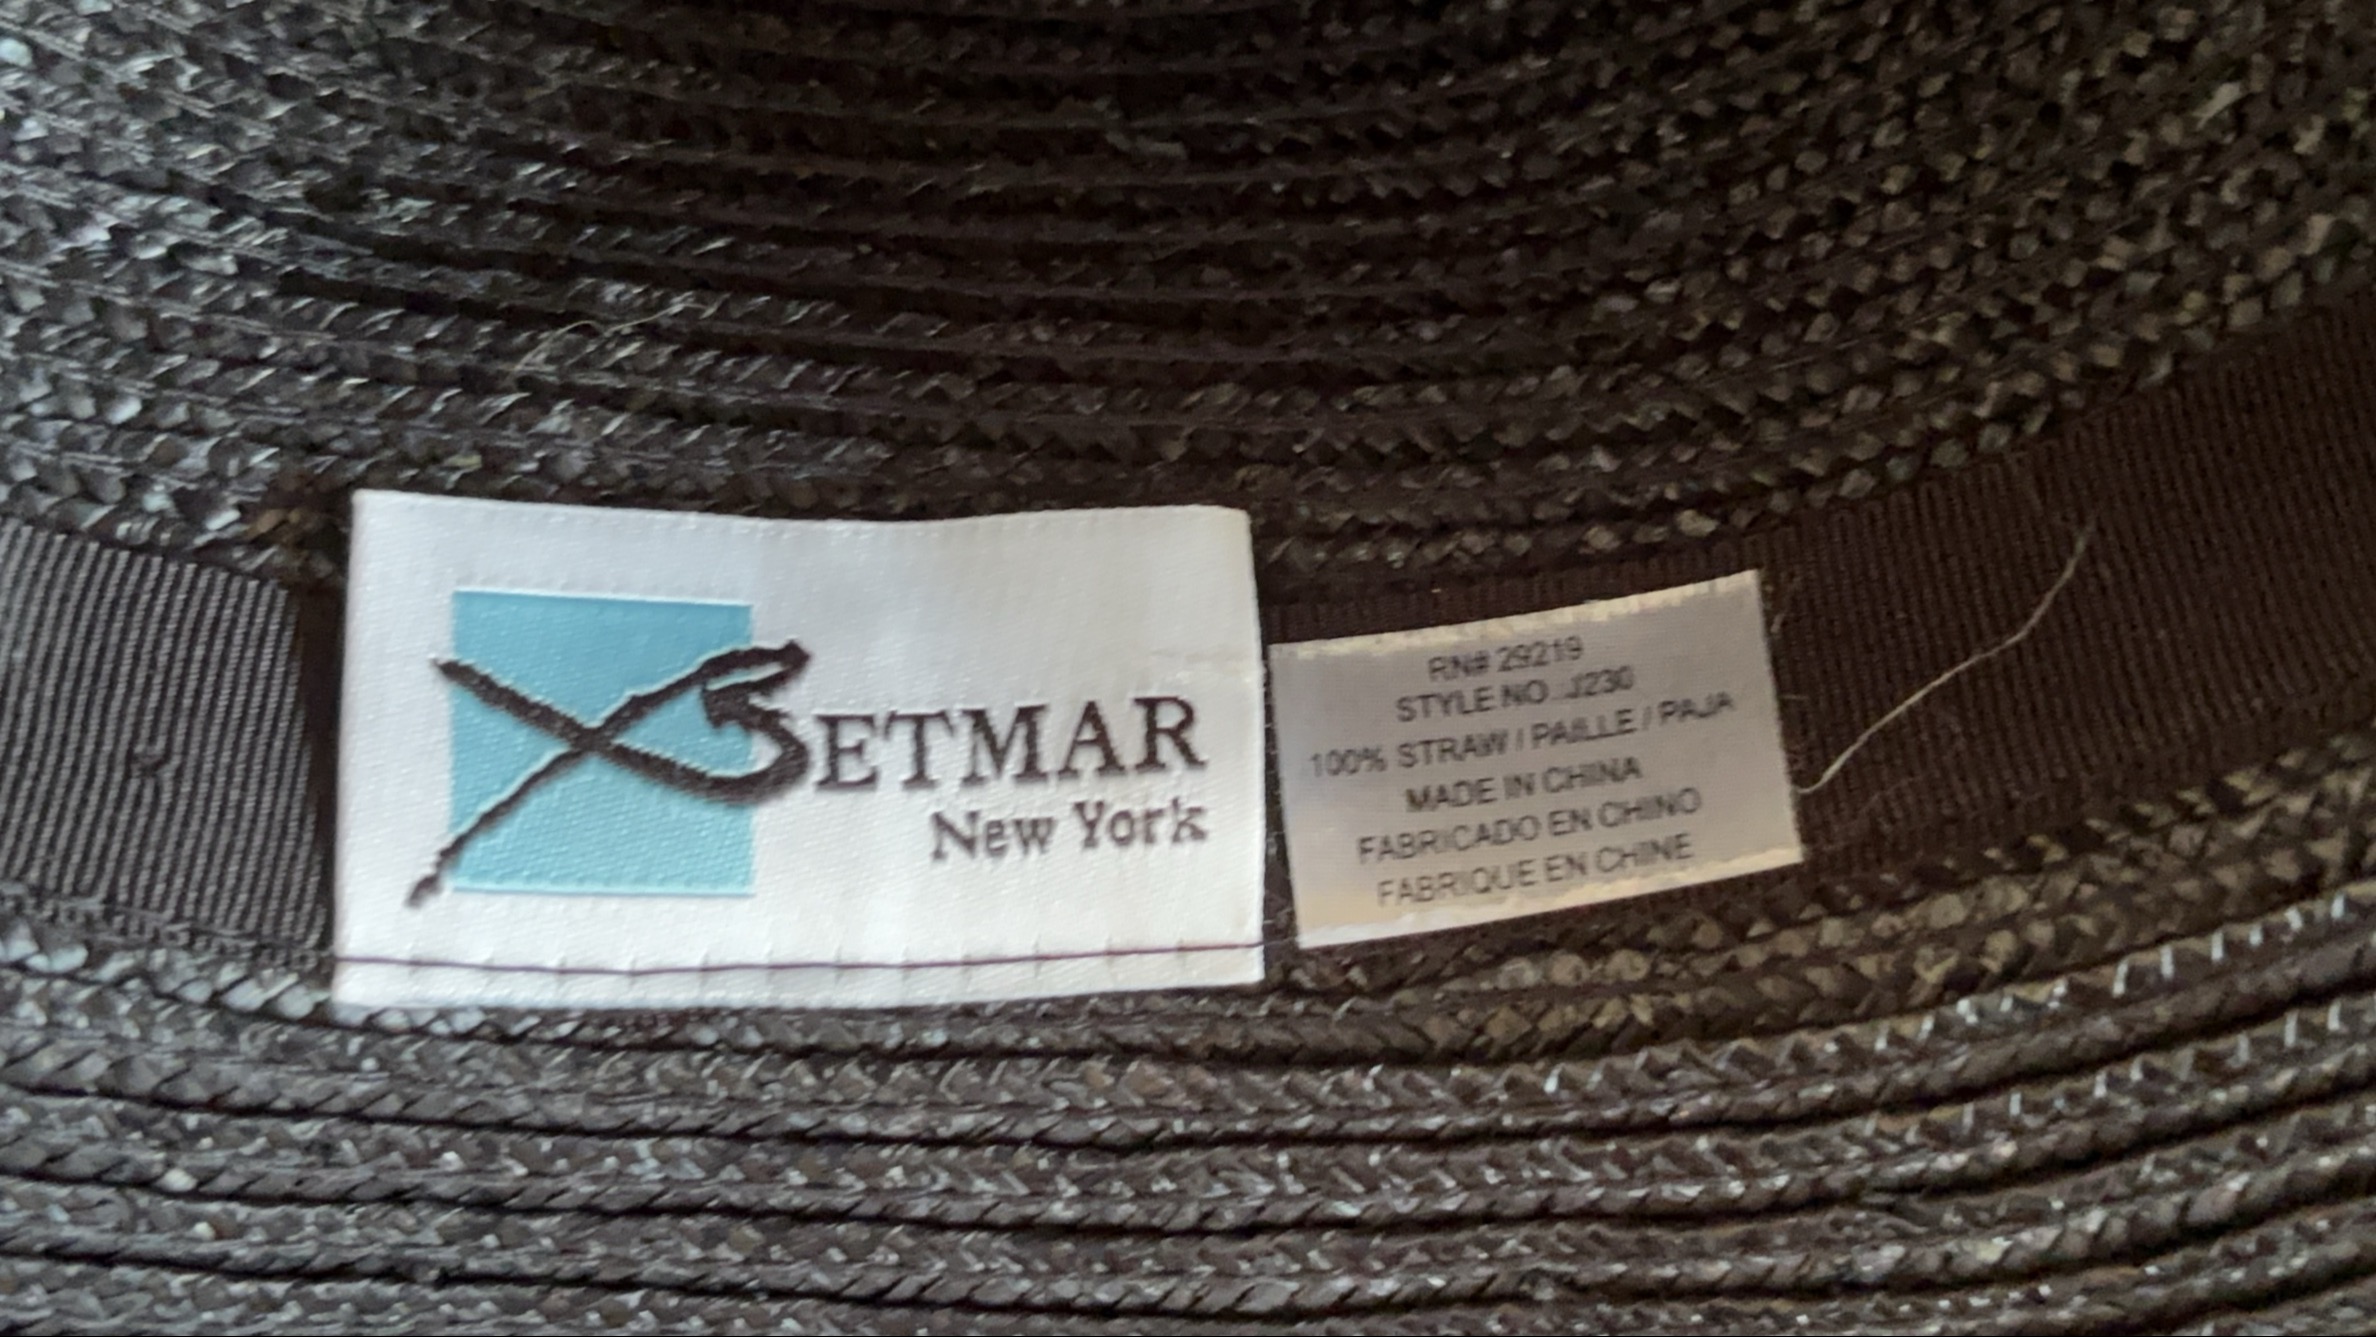 BETMAR
New York
RN# 29219
STYLE NO. J230
100% STRAW / PAILLE / PAJA
MADE IN CHINA
FABRICADO EN CHINO
FABRIQUE EN CHINE